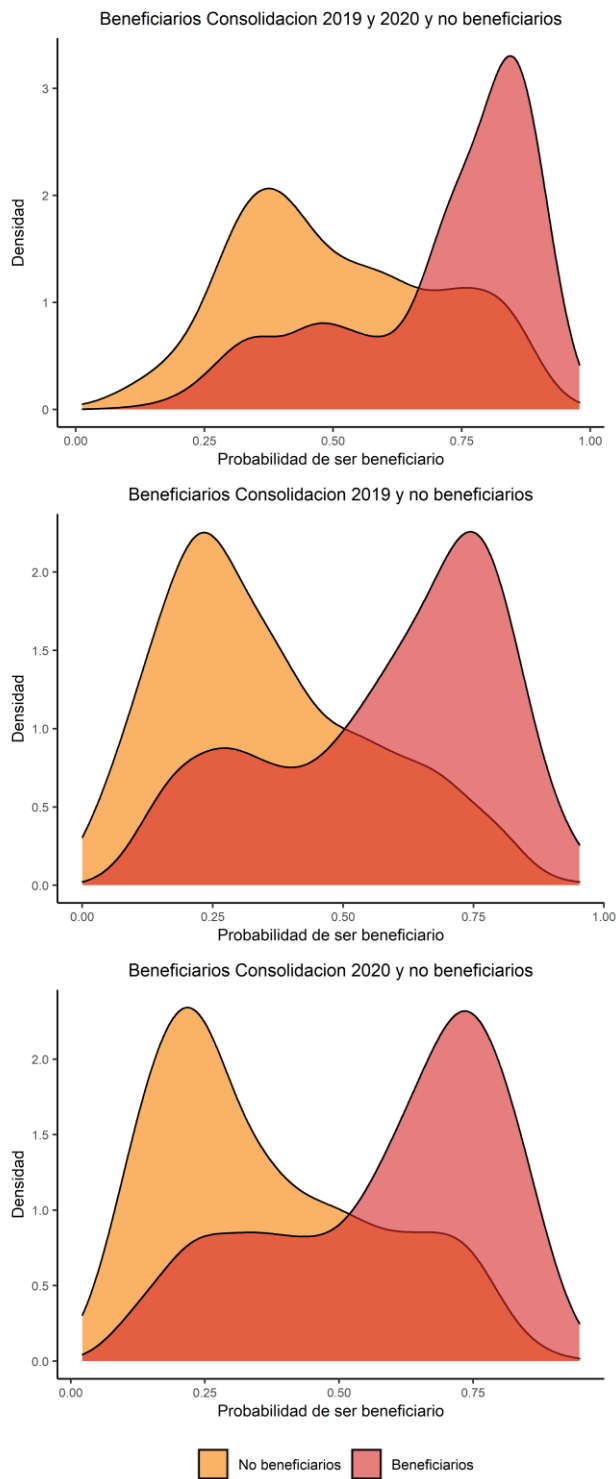 Beneficiarios Consolidacion 2019 y 2020 y no beneficiarios
3
2
1
0
Densidad
0.00 0.25 0.50 0.75 1.00
Probabilidad de ser beneficiario
Beneficiarios Consolidacion 2019 y no beneficiarios
2.0
1.5
1.0
0.5
0.0
Densidad
0.00 0.25 0.50 0.75 1.00
Probabilidad de ser beneficiario
Beneficiarios Consolidacion 2020 y no beneficiarios
2.0
1.5
1.0
0.5
0.0
Densidad
0.00 0.25 0.50 0.75
Probabilidad de ser beneficiario
No beneficiarios Beneficiarios